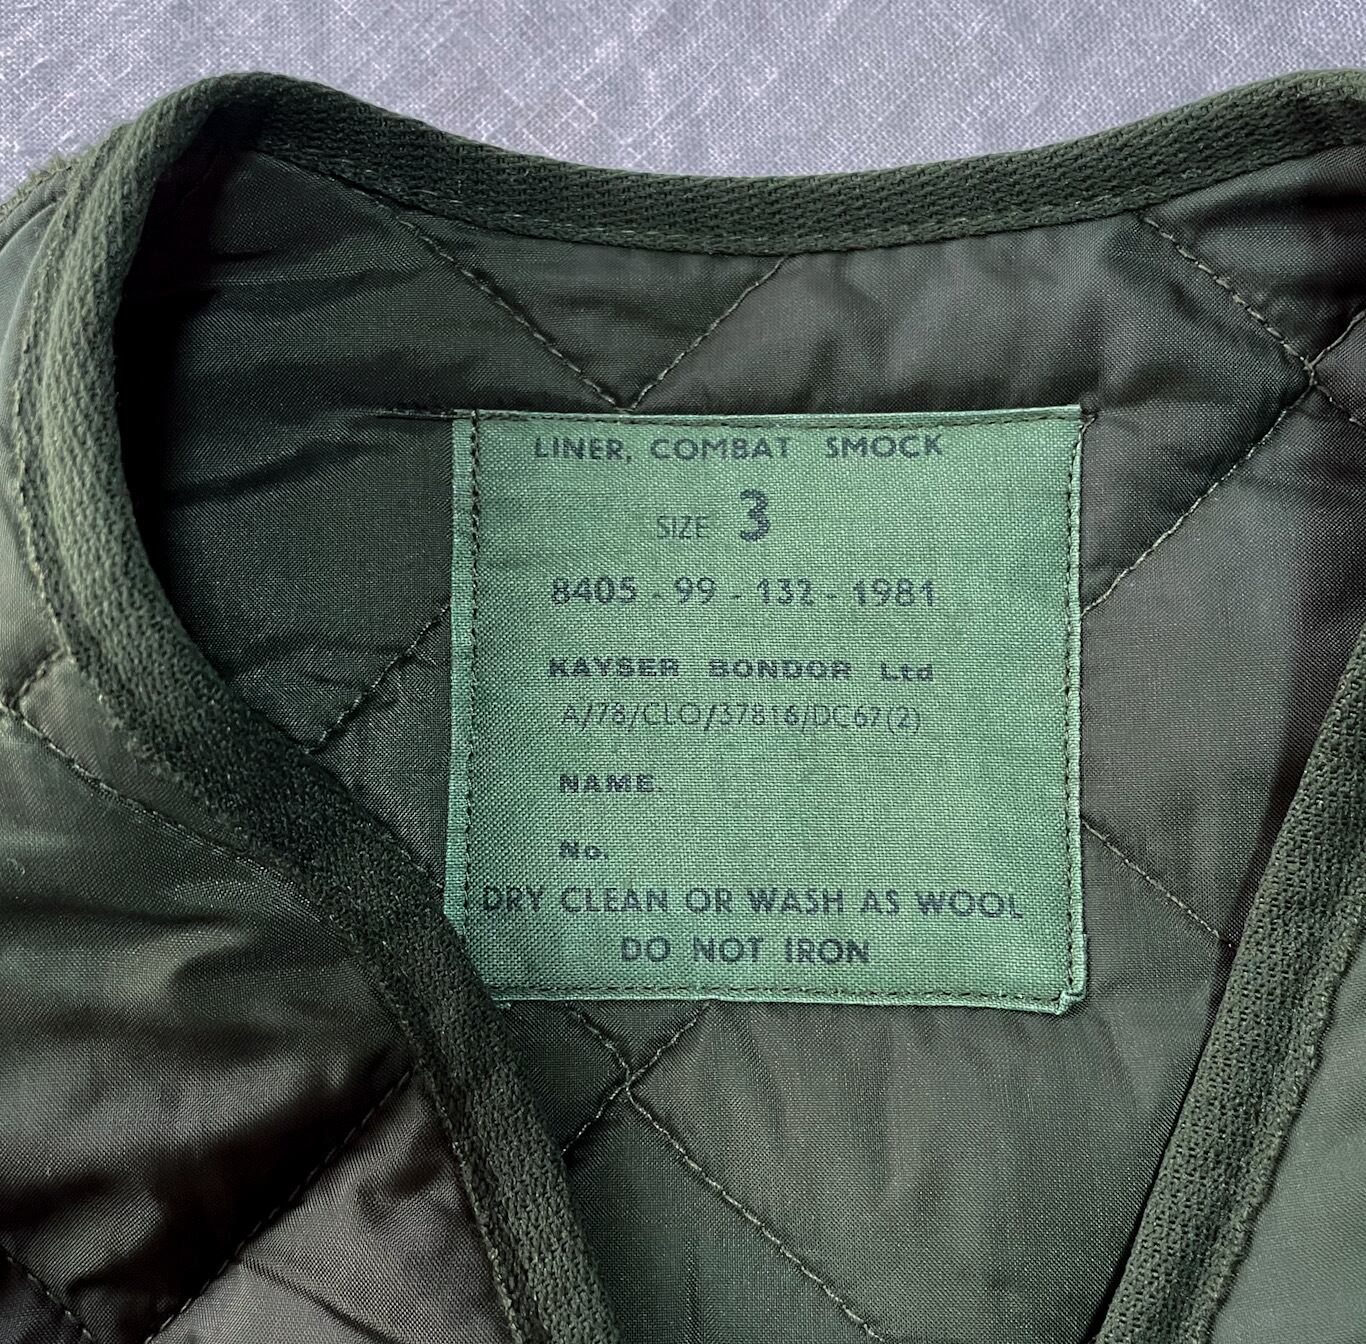 LINER, COMBAT SMOCK
SIZE 3
8405 - 99 - 132 - 1981
KAYSER BONDOR Ltd
A/78/CLO/37816/DC67(2)
NAME.
No.
DRY CLEAN OR WASH AS WOOL
DO NOT IRON